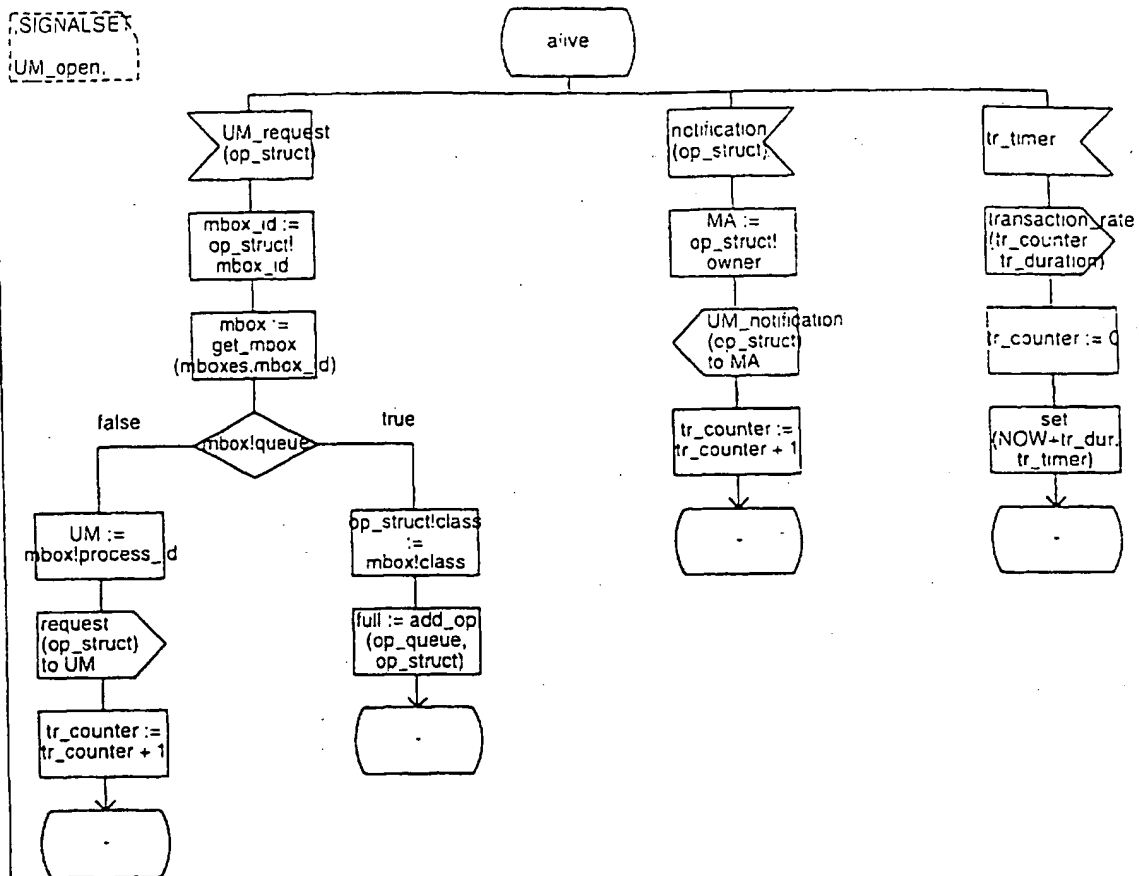 SIGNALSET
UM_open,
alive
UM_request
(op_struct)
mbox_id :=
op_struct!
mbox_id
mbox :=
get_mbox
(mboxes,mbox_id)
false
true
mbox!queue
UM :=
mbox!process_id
request
(op_struct)
to UM
tr_counter :=
tr_counter + 1
-
op_struct!class
:=
mbox!class
full := add_op
(op_queue,
op_struct)
-
notification
(op_struct)
MA :=
op_struct!
owner
UM_notification
(op_struct)
to MA
tr_counter :=
tr_counter + 1
-
tr_timer
transaction_rate
(tr_counter
tr_duration)
tr_counter := 0
set
(NOW+tr_dur,
tr_timer)
-